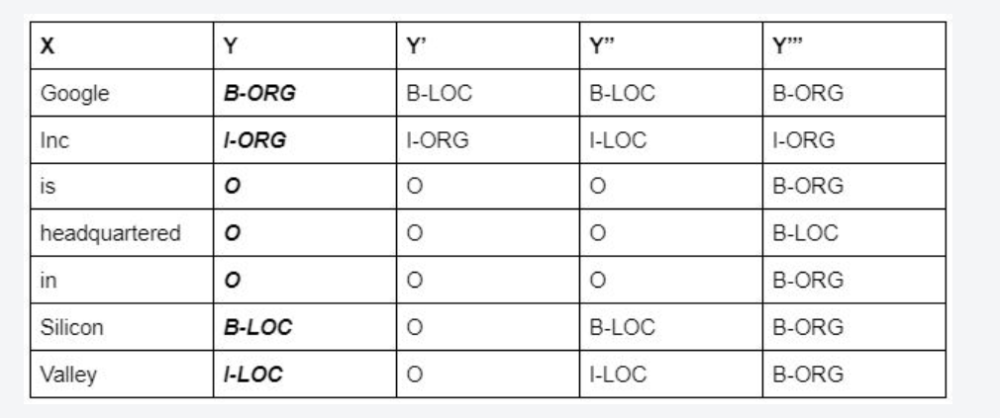 X Y Y’ Y” Y”’
Google B-ORG B-LOC B-LOC B-ORG
Inc I-ORG I-ORG I-LOC I-ORG
is O O O B-ORG
headquartered O O O B-LOC
in O O O B-ORG
Silicon B-LOC O B-LOC B-ORG
Valley I-LOC O I-LOC B-ORG